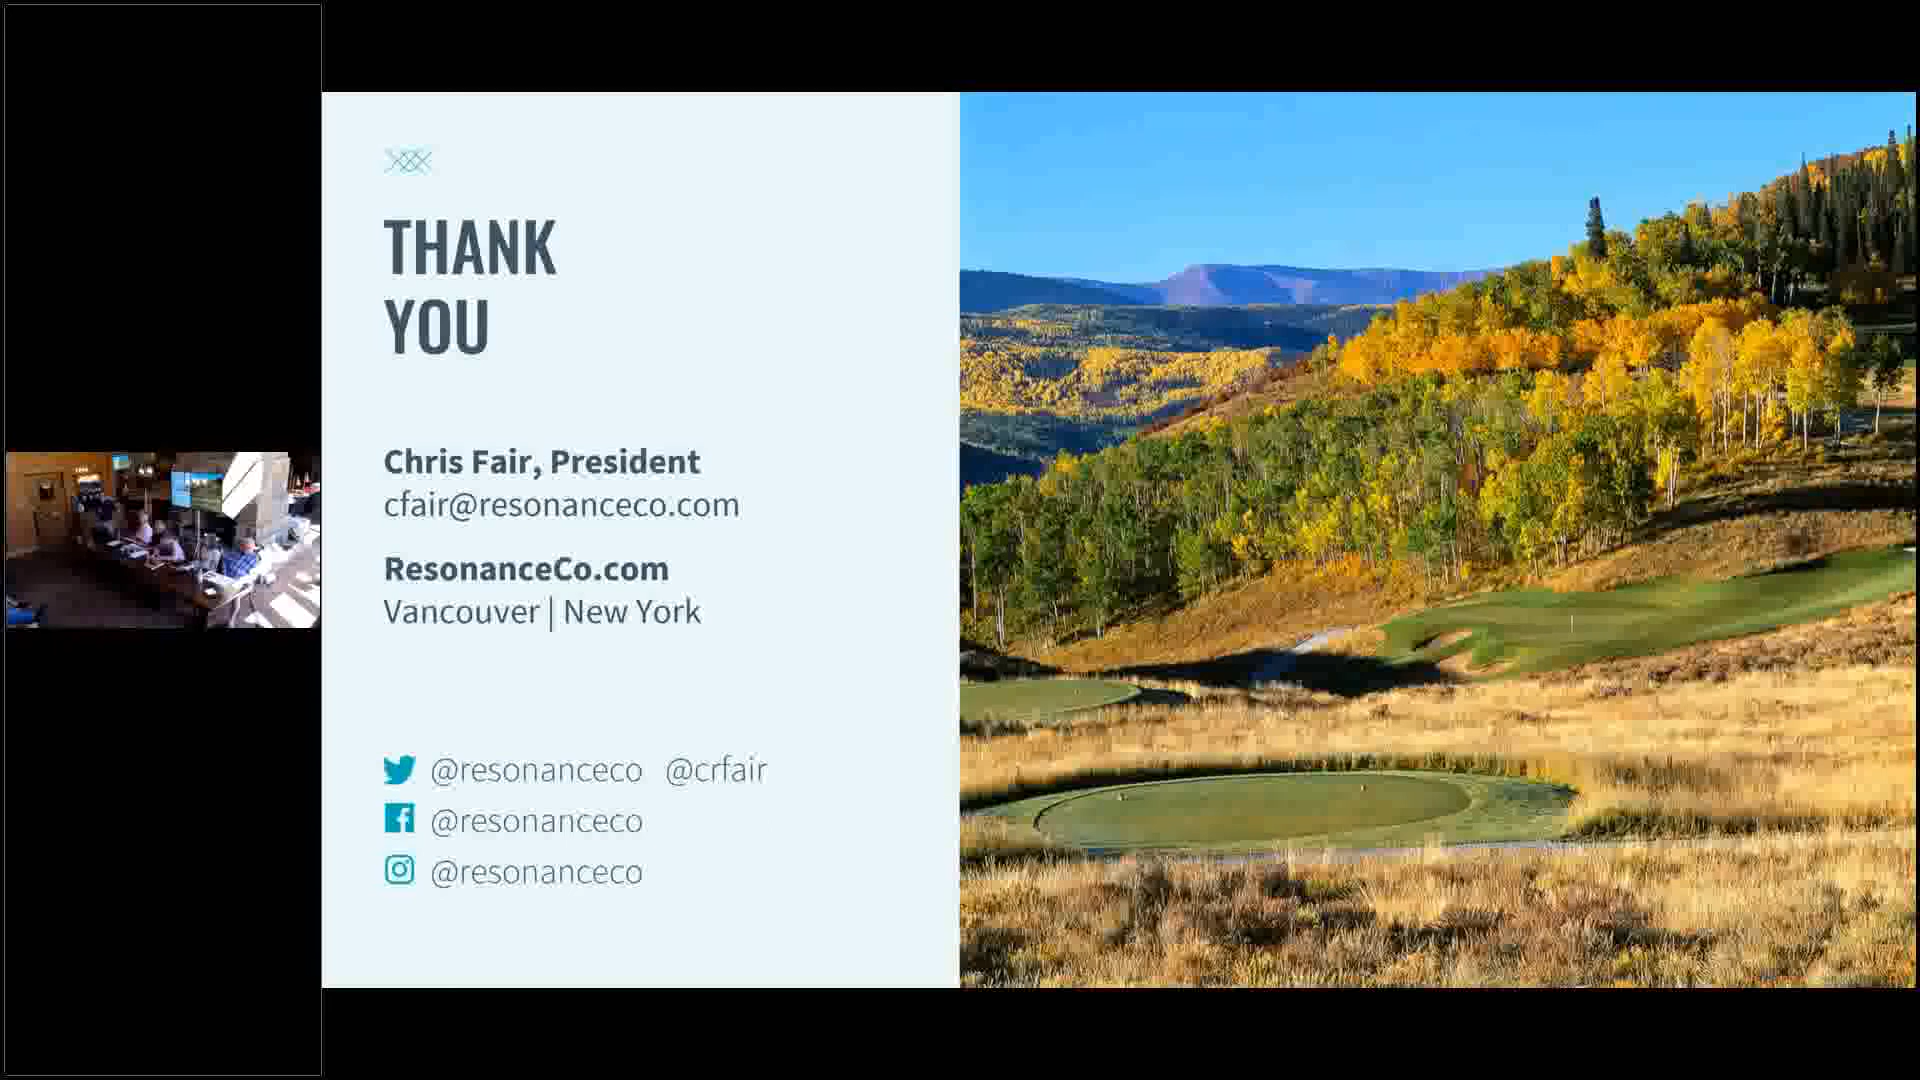 THANK
YOU
Chris Fair, President
cfair@resonanceco.com
ResonanceCo.com
Vancouver | New York
@resonanceco @crfair
@resonanceco
@resonanceco